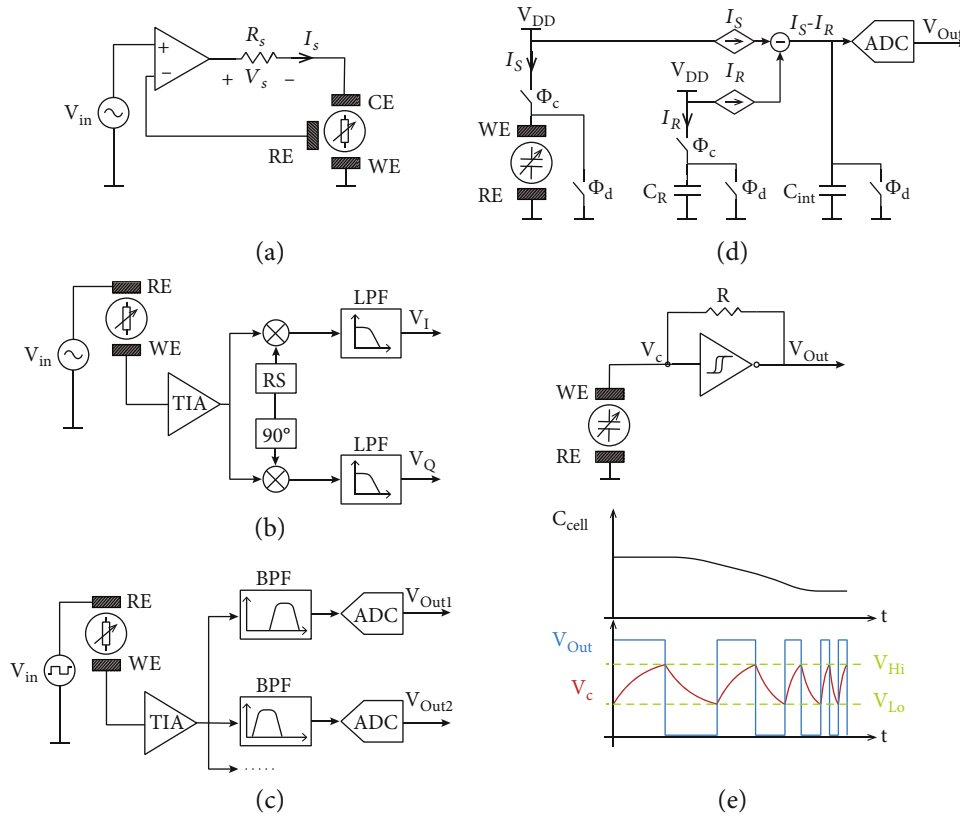 R_s
I_s
+ V_s −
+
−
V_in
CE
RE
WE
(a)
V_DD
I_S
I_S-I_R
V_Out
ADC
I_S
V_DD
I_R
Φ_c
I_R
WE
Φ_c
RE
Φ_d
C_R
Φ_d
C_int
Φ_d
(d)
RE
LPF
V_I
V_in
WE
RS
TIA
90°
LPF
V_Q
(b)
R
V_c
V_Out
WE
RE
BPF
RE
ADC
V_Out1
V_in
WE
BPF
TIA
ADC
V_Out2
.....
(c)
C_cell
t
V_Out
V_Hi
V_c
V_Lo
t
(e)